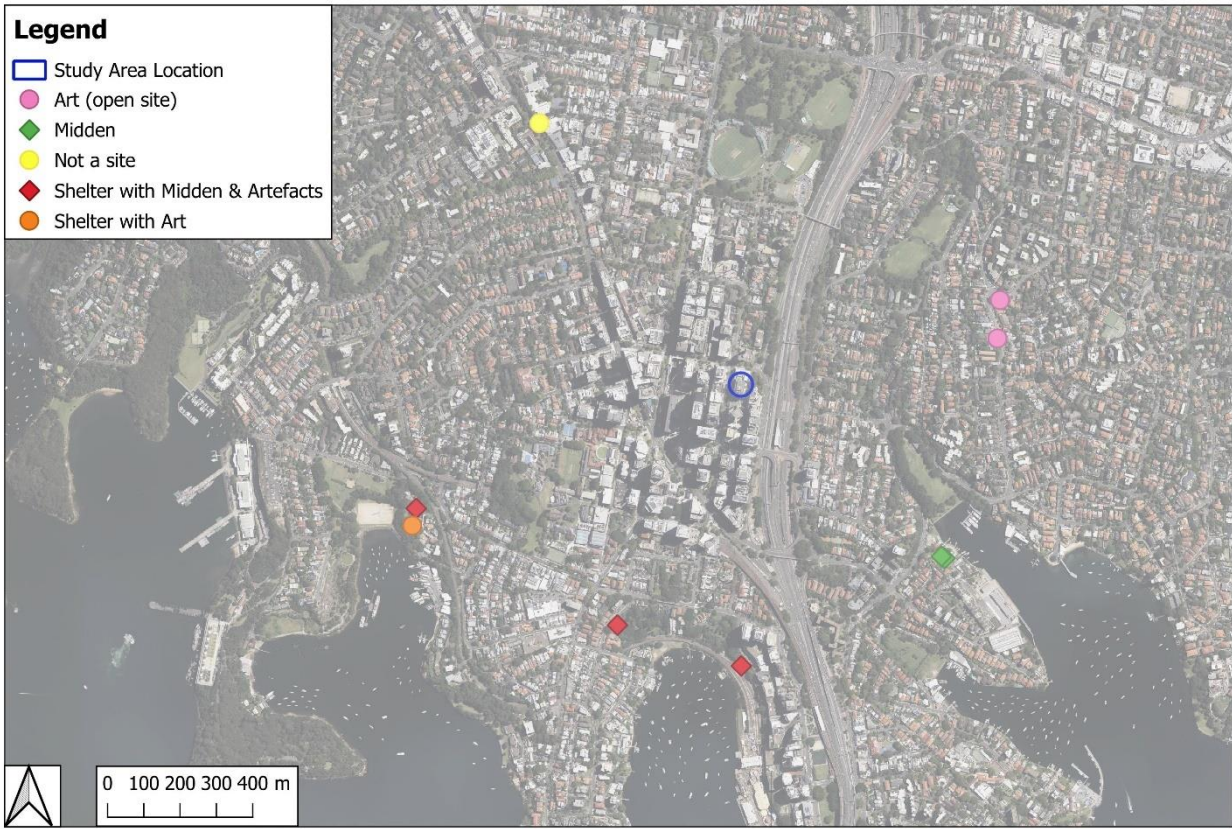 Legend
Study Area Location
Art (open site)
Midden
Not a site
Shelter with Midden & Artefacts
Shelter with Art
0 100 200 300 400 m